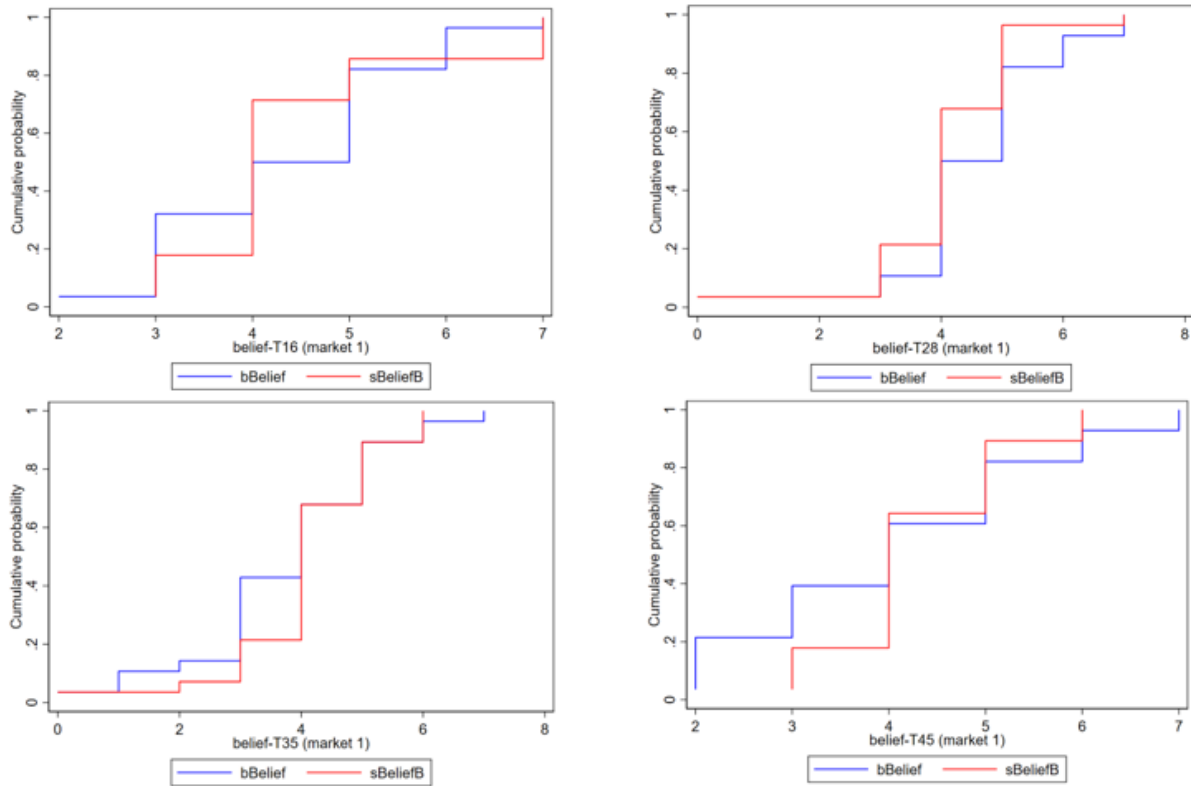 Cumulative probability
0 .2 .4 .6 .8 1
2 3 4 5 6 7
belief-T16 (market 1)
bBelief sBeliefB
Cumulative probability
0 .2 .4 .6 .8 1
0 2 4 6 8
belief-T28 (market 1)
bBelief sBeliefB
Cumulative probability
0 .2 .4 .6 .8 1
0 2 4 6 8
belief-T35 (market 1)
bBelief sBeliefB
Cumulative probability
0 .2 .4 .6 .8 1
2 3 4 5 6 7
belief-T45 (market 1)
bBelief sBeliefB